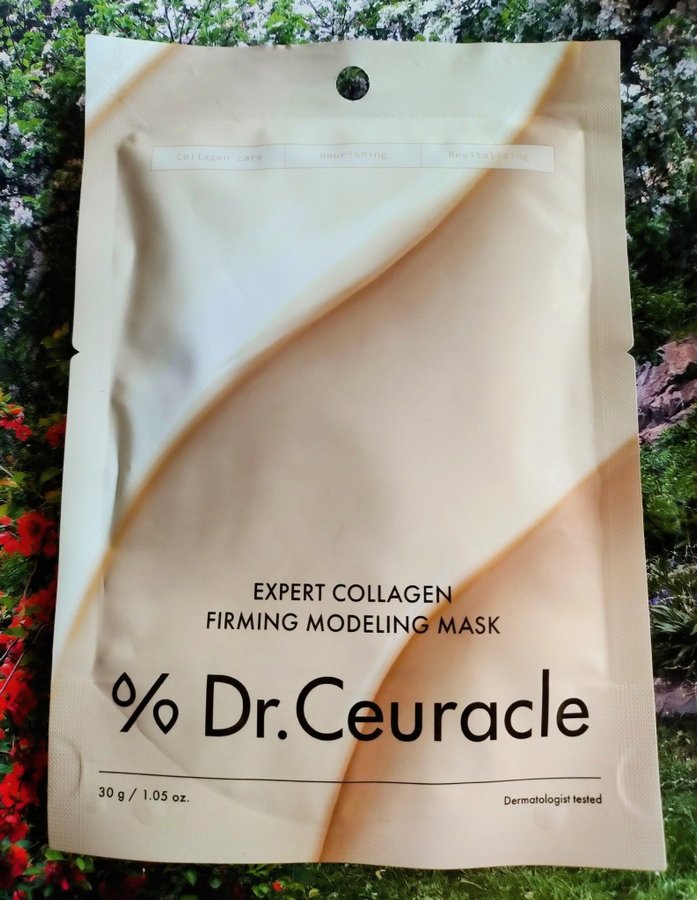 Collagen care Nourishing Revitalizing
EXPERT COLLAGEN
FIRMING MODELING MASK
Dr.Ceuracle
30 g / 1.05 oz. Dermatologist tested